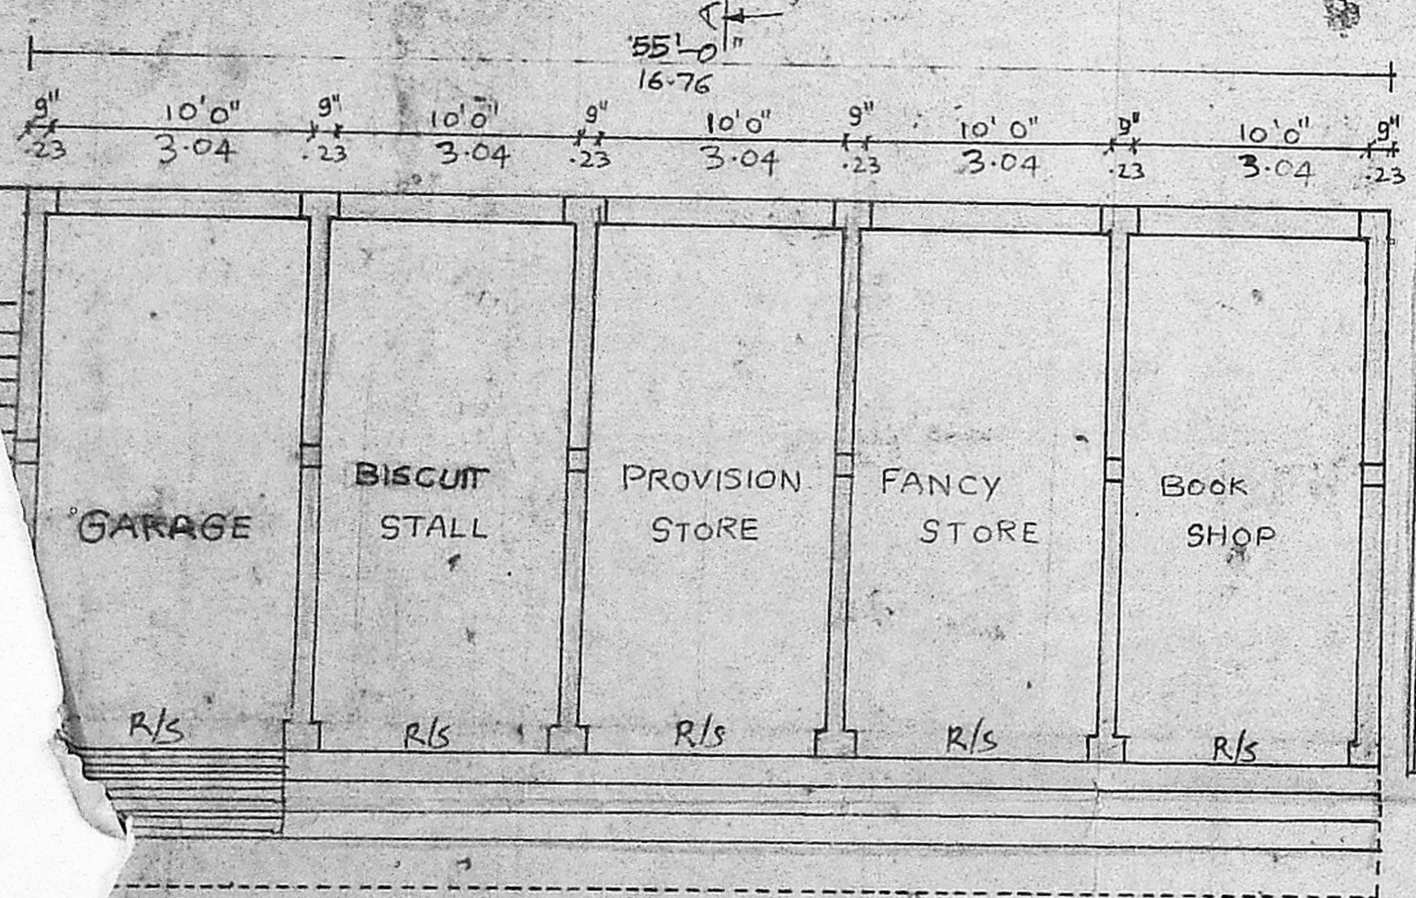 55'-0"
16.76
9" 10'0" 9" 10'0" 9" 10'0" 9" 10'0" 9" 10'0" 9"
.23 3.04 .23 3.04 .23 3.04 .23 3.04 .23 3.04 .23
GARAGE
BISCUIT
STALL
PROVISION
STORE
FANCY
STORE
BOOK
SHOP
R/S R/S R/S R/S R/S